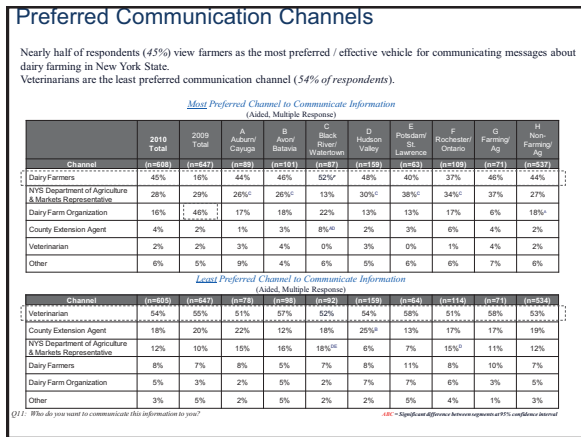 Preferred Communication Channels
Nearly half of respondents (45%) view farmers as the most preferred / effective vehicle for communicating messages about
dairy farming in New York State.
Veterinarians are the least preferred communication channel (54% of respondents).
Most Preferred Channel to Communicate Information
(Aided, Multiple Response)
2010 Total 2009 Total A Auburn/ Cayuga B Avon/ Batavia C Black River/ Watertown D Hudson Valley E Potsdam/ St. Lawrence F Rochester/ Ontario G Farming/ Ag H Non-Farming/ Ag
Channel (n=608) (n=647) (n=89) (n=101) (n=87) (n=159) (n=63) (n=109) (n=71) (n=537)
Dairy Farmers 45% 16% 44% 46% 52% 48% 40% 37% 46% 44%
NYS Department of Agriculture & Markets Representative 28% 29% 26%C 26%C 13% 30%C 38%C 34%C 37% 27%
Dairy Farm Organization 16% 46% 17% 18% 22% 13% 13% 17% 6% 18%
County Extension Agent 4% 2% 1% 3% 8%AD 2% 3% 6% 4% 2%
Veterinarian 2% 2% 3% 4% 0% 3% 0% 1% 4% 2%
Other 6% 5% 9% 4% 6% 5% 6% 6% 7% 6%
Least Preferred Channel to Communicate Information
(Aided, Multiple Response)
Channel (n=605) (n=647) (n=78) (n=98) (n=92) (n=159) (n=64) (n=114) (n=71) (n=534)
Veterinarian 54% 55% 51% 57% 52% 54% 58% 51% 58% 53%
County Extension Agent 18% 20% 22% 12% 18% 25%B 13% 17% 17% 19%
NYS Department of Agriculture & Markets Representative 12% 10% 15% 16% 18%DE 6% 7% 15%D 11% 12%
Dairy Farmers 8% 7% 8% 5% 7% 8% 11% 8% 10% 7%
Dairy Farm Organization 5% 3% 2% 5% 2% 7% 7% 6% 3% 5%
Other 3% 5% 2% 5% 2% 2% 5% 4% 1% 3%
Q11: Who do you want to communicate this information to you?
ABC = Significant difference between segments at 95% confidence interval